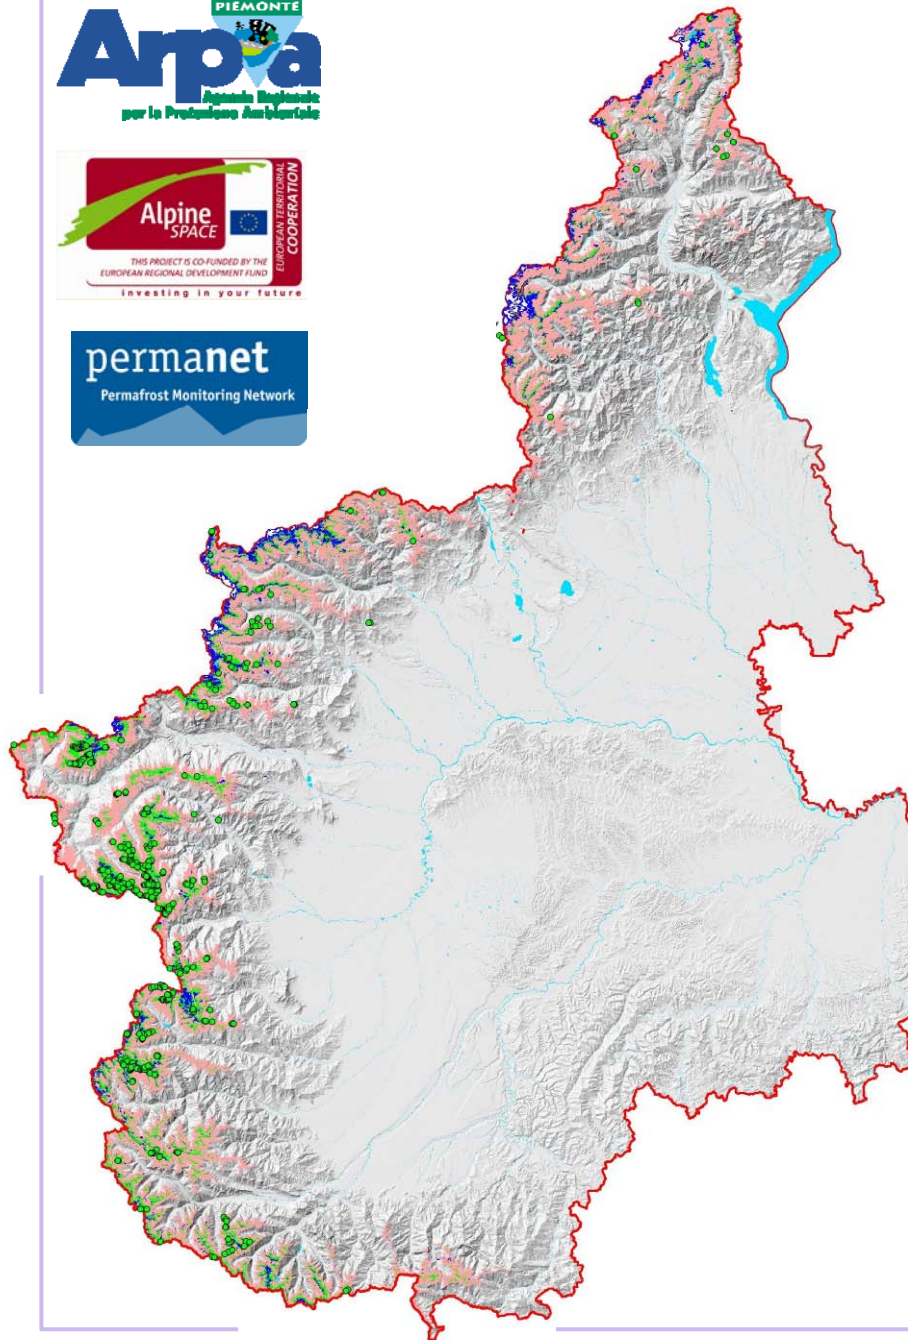 PIEMONTE
Arpa
Agenzia Regionale
per la Protezione Ambientale
Alpine
SPACE
EUROPEAN TERRITORIAL
COOPERATION
THIS PROJECT IS CO-FUNDED BY THE
EUROPEAN REGIONAL DEVELOPMENT FUND
investing in your future
permanet
Permafrost Monitoring Network